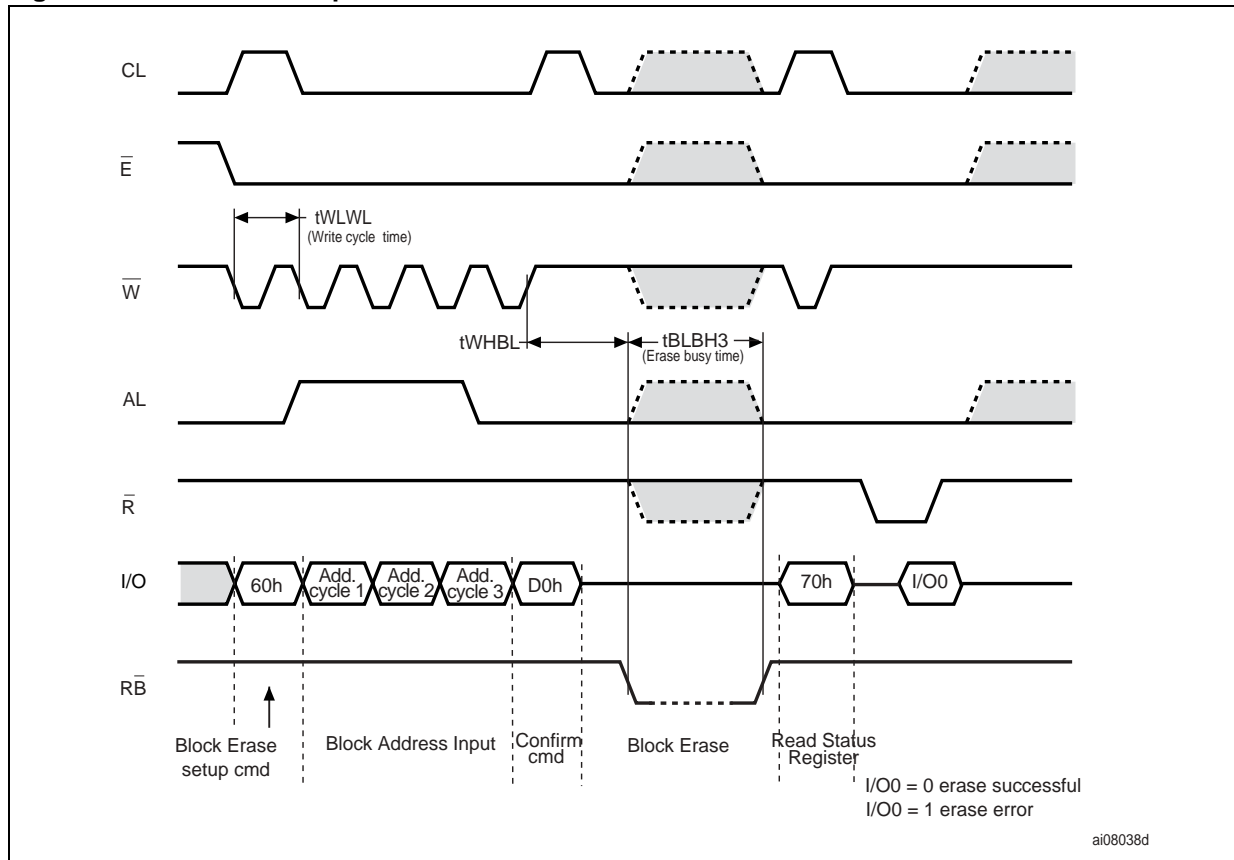 CL
E̅
tWLWL
(Write cycle time)
W̅
tWHBL
tBLBH3
(Erase busy time)
AL
R̅
I/O
60h
Add. cycle 1
Add. cycle 2
Add. cycle 3
D0h
70h
I/O0
RB̅
Block Erase
setup cmd
Block Address Input
Confirm
cmd
Block Erase
Read Status
Register
I/O0 = 0 erase successful
I/O0 = 1 erase error
ai08038d